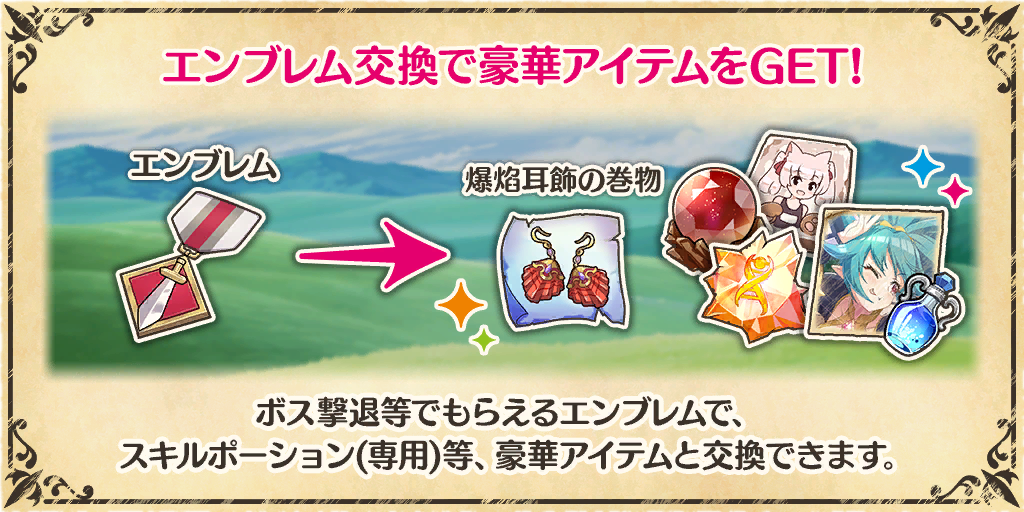 エンブレム交換で豪華アイテムをGET!
エンブレム
爆焔耳飾の巻物
ボス撃退等でもらえるエンブレムで、
スキルポーション(専用)等、豪華アイテムと交換できます。